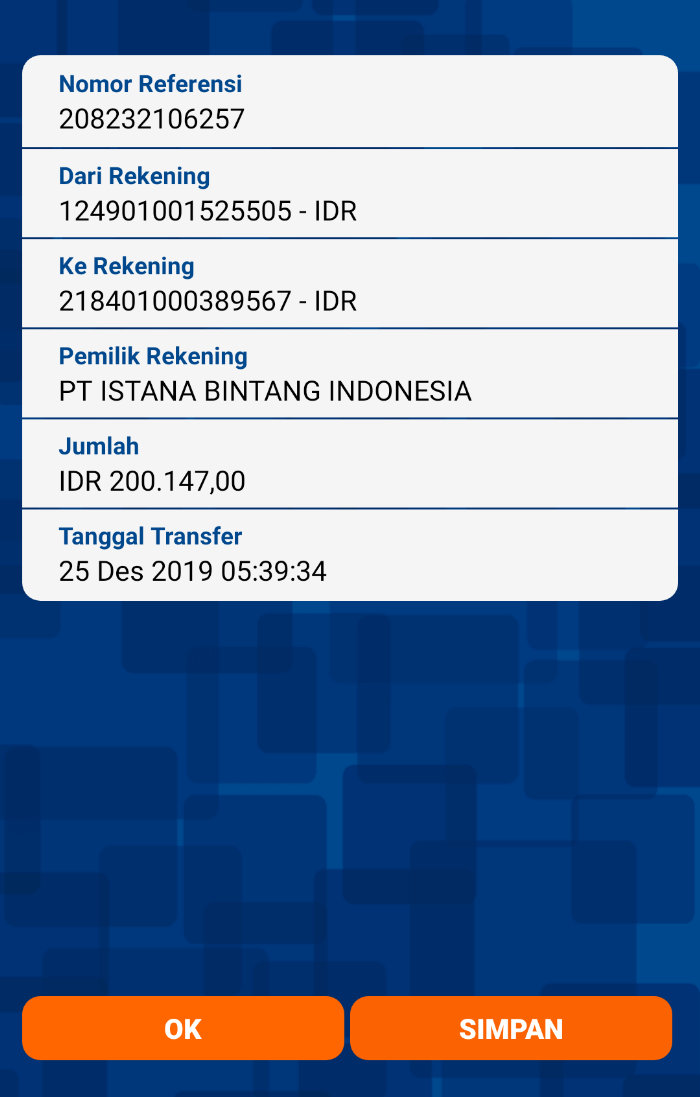 Nomor Referensi
208232106257
Dari Rekening
124901001525505 - IDR
Ke Rekening
218401000389567 - IDR
Pemilik Rekening
PT ISTANA BINTANG INDONESIA
Jumlah
IDR 200.147,00
Tanggal Transfer
25 Des 2019 05:39:34
OK
SIMPAN